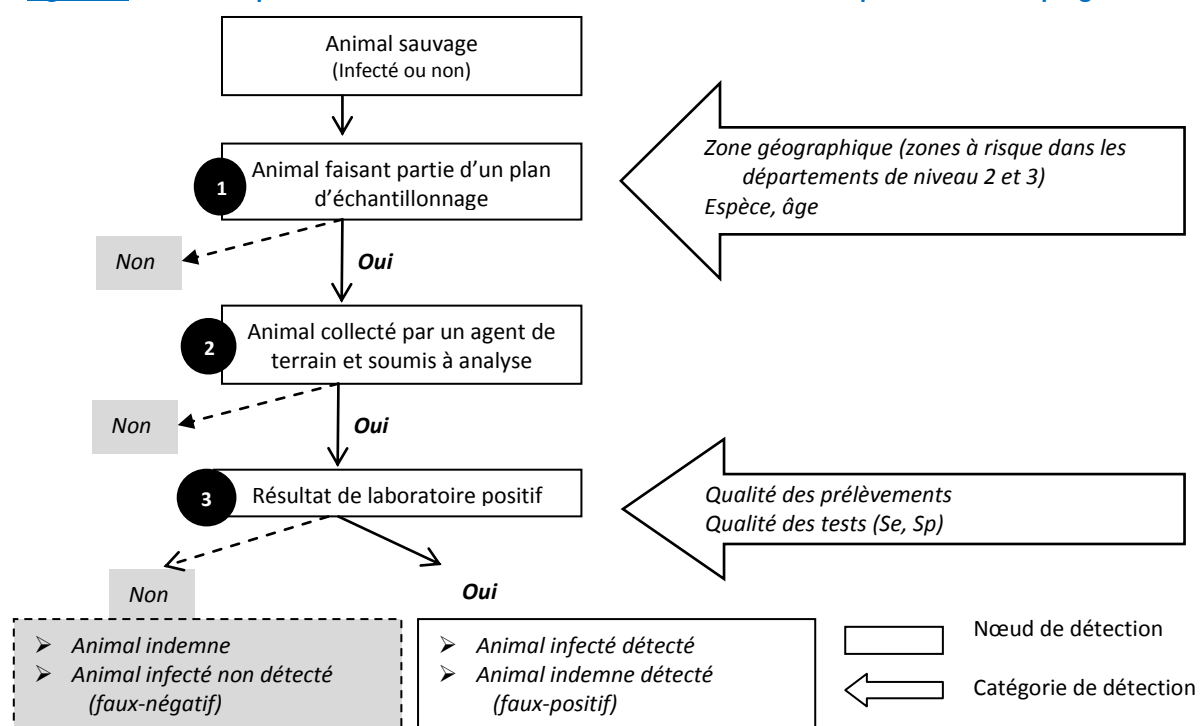 Animal sauvage
(Infecté ou non)
1
Animal faisant partie d’un plan
d’échantillonnage
Zone géographique (zones à risque dans les
départements de niveau 2 et 3)
Espèce, âge
Non
Oui
2
Animal collecté par un agent de
terrain et soumis à analyse
Non
Oui
3
Résultat de laboratoire positif
Qualité des prélèvements
Qualité des tests (Se, Sp)
Non
Oui
➢ Animal indemne
➢ Animal infecté non détecté
(faux-négatif)
➢ Animal infecté détecté
➢ Animal indemne détecté
(faux-positif)
Nœud de détection
Catégorie de détection